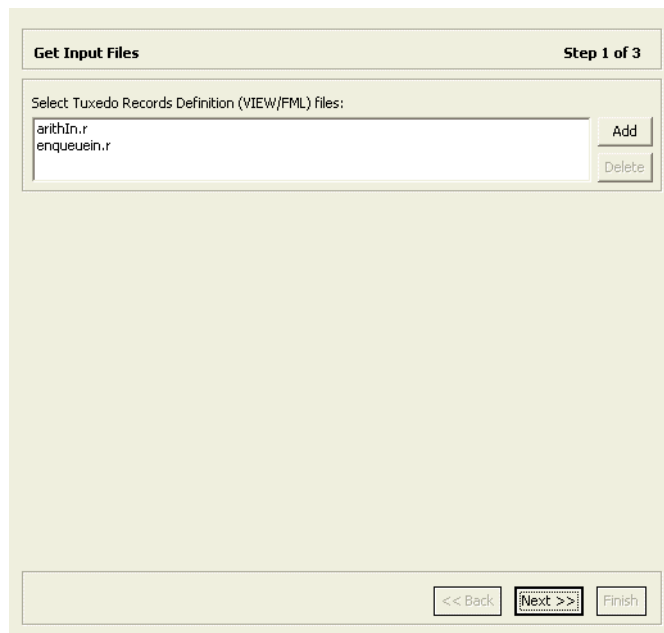 Get Input Files Step 1 of 3
Select Tuxedo Records Definition (VIEW/FML) files:
arithIn.r Add
enqueuein.r
Delete
<< Back Next >> Finish